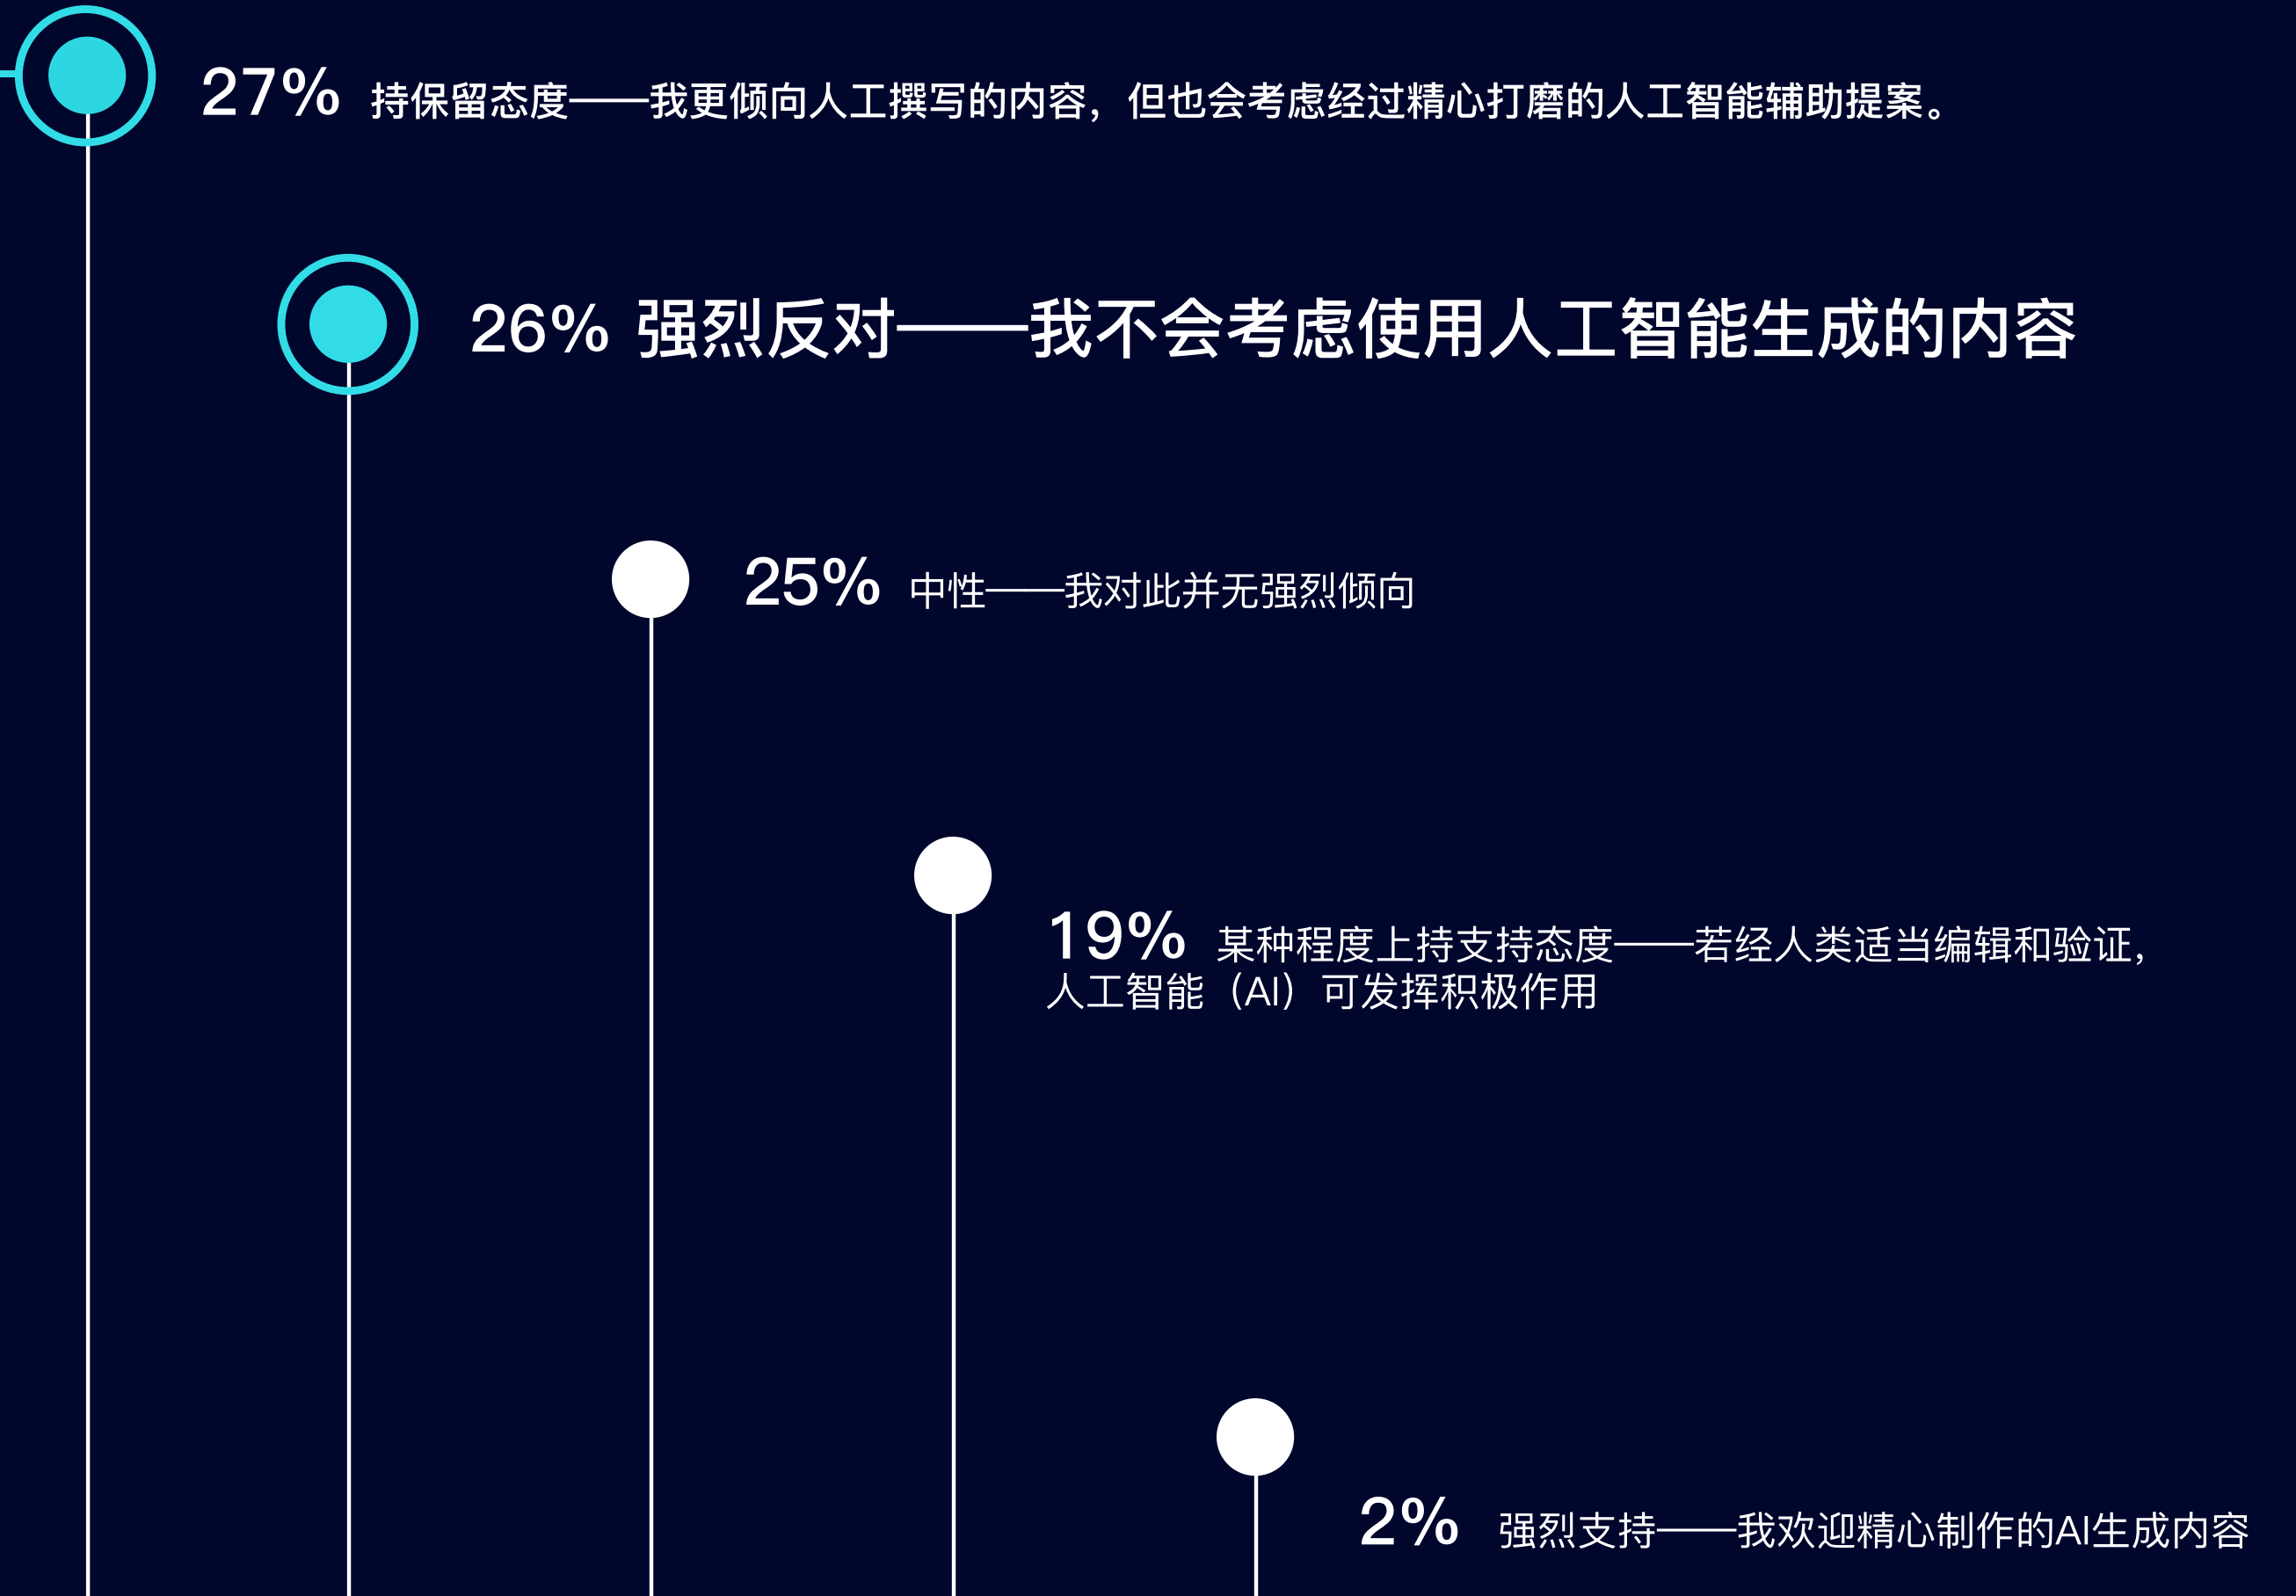 27% 持怀疑态度——我更倾向人工撰写的内容，但也会考虑经过精心打磨的人工智能辅助成稿内容。
26% 强烈反对——我不会考虑使用人工智能生成的内容
25% 中性——我对此并无强烈倾向
19% 某种程度上持支持态度——若经人类适当编辑和验证，
人工智能（AI）可发挥积极作用
2% 强烈支持——我欢迎精心制作的AI生成内容